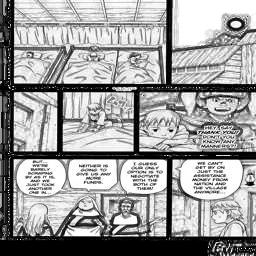 HEY, SAY
THANK YOU!
DON'T YOU
KNOW ANY
MANNERS?!
BUT...
WE'RE
BARELY
SCRAPING
BY AS IT IS,
AND WE
JUST TOOK
ANOTHER
ONE IN...
NEITHER IS
GOING TO
GIVE US ANY
MORE
FUNDS.
I GUESS
OUR ONLY
OPTION IS TO
NEGOTIATE
WITH THE
BOTH OF
THEM!
WE CAN'T
GET BY ON
JUST THE
ASSISTANCE
MONEY FROM
NATION AND
THE VILLAGE
ANYMORE...